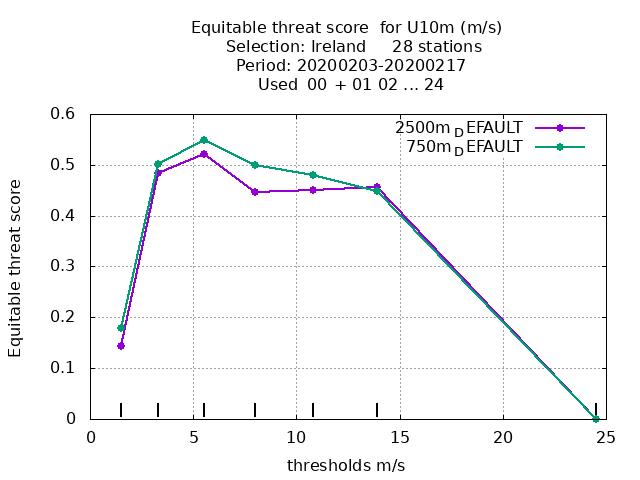 Equitable threat score  for U10m (m/s)
Selection: Ireland     28 stations
Period: 20200203-20200217
Used  00 + 01 02 ... 24
2500m_DEFAULT
750m_DEFAULT
Equitable threat score
0.6
0.5
0.4
0.3
0.2
0.1
0
0 5 10 15 20 25
thresholds m/s